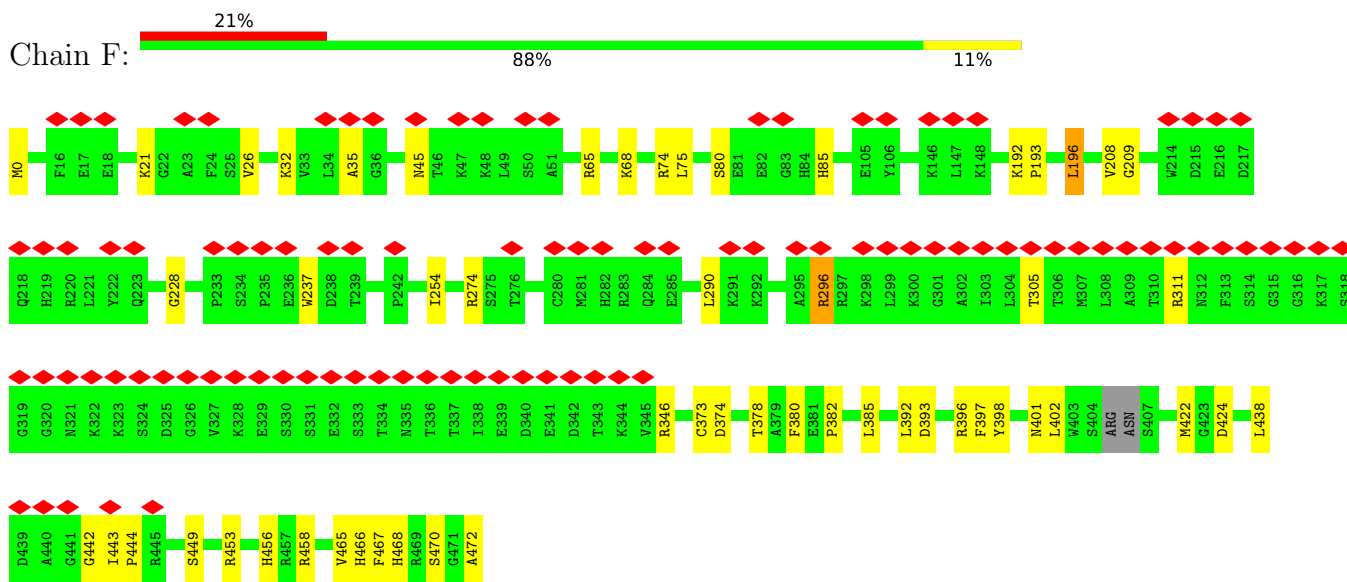 21%
Chain F:
88% 11%
M0 F16 E17 E18 K21 G22 A23 F24 S25 V26 K32 V33 L34 A35 G36 N45 T46 K47 K48 L49 S50 A51 R65 K68 R74 L75 S80 E81 E82 G83 H84 H85 E105 Y106 K146 L147 K148 K192 P193 L196 V208 G209 W214 D215 E216 D217
Q218 H219 R220 L221 Y222 Q223 G228 P233 S234 P235 E236 W237 D238 T239 P242 I254 R274 S275 T276 C280 M281 H282 R283 Q284 E285 L290 K291 K292 A295 R296 R297 K298 L299 K300 G301 A302 I303 L304 T305 T306 M307 L308 A309 T310 R311 N312 F313 S314 G315 G316 K317 S318
G319 G320 N321 K322 K323 S324 D325 G326 V327 K328 E329 S330 S331 E332 S333 T334 N335 T336 T337 I338 E339 D340 E341 D342 T343 K344 V345 R346 C373 D374 T378 A379 F380 E381 P382 L385 L392 D393 R396 F397 Y398 N401 L402 W403 S404 ARG ASN S407 M422 G423 D424 L438
D439 A440 G441 G442 I443 P444 R445 S449 R453 H456 R457 R458 V465 H466 F467 H468 R469 S470 G471 A472